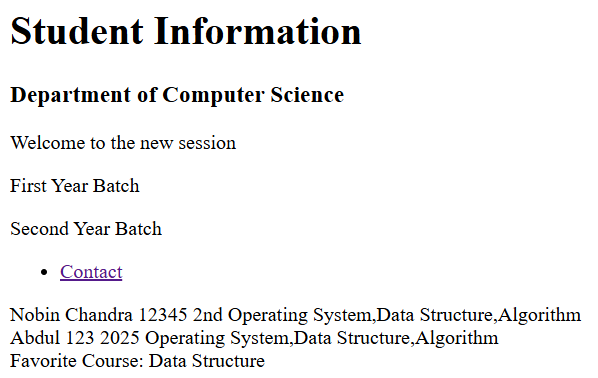 Student Information
Department of Computer Science
Welcome to the new session
First Year Batch
Second Year Batch
• Contact
Nobin Chandra 12345 2nd Operating System,Data Structure,Algorithm
Abdul 123 2025 Operating System,Data Structure,Algorithm
Favorite Course: Data Structure